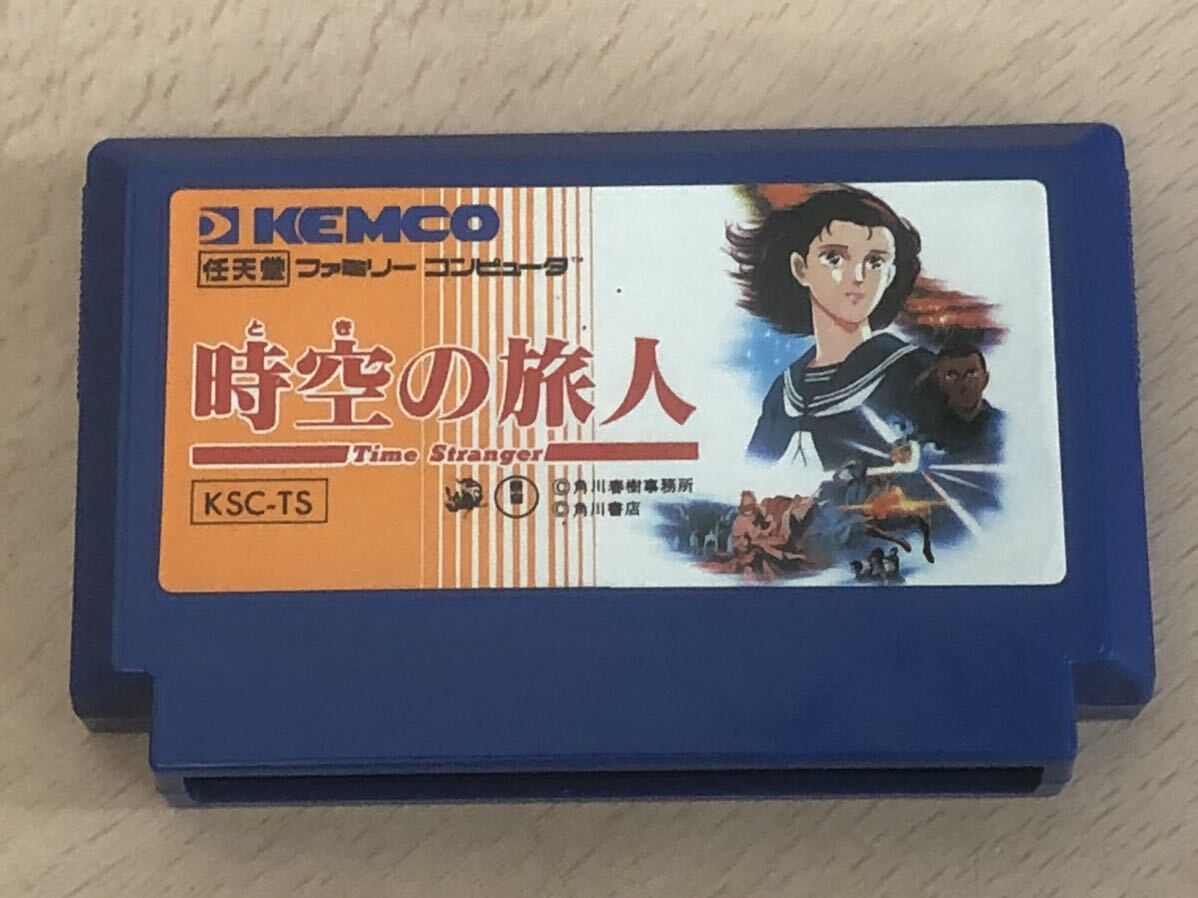 KEMCO
任天堂 ファミリー コンピュータ™
とき
時空の旅人
Time Stranger
KSC-TS
©角川春樹事務所
©角川書店